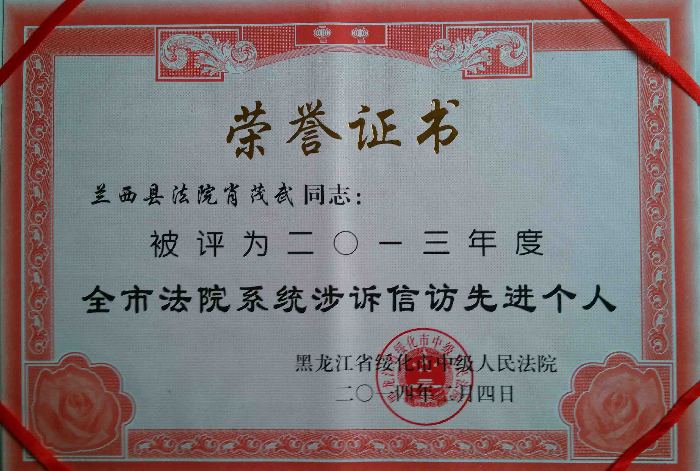 荣誉证书
兰西县法院肖茂武同志：
被评为二〇一三年度
全市法院系统涉诉信访先进个人
黑龙江省绥化市中级人民法院
二〇一四年二月四日